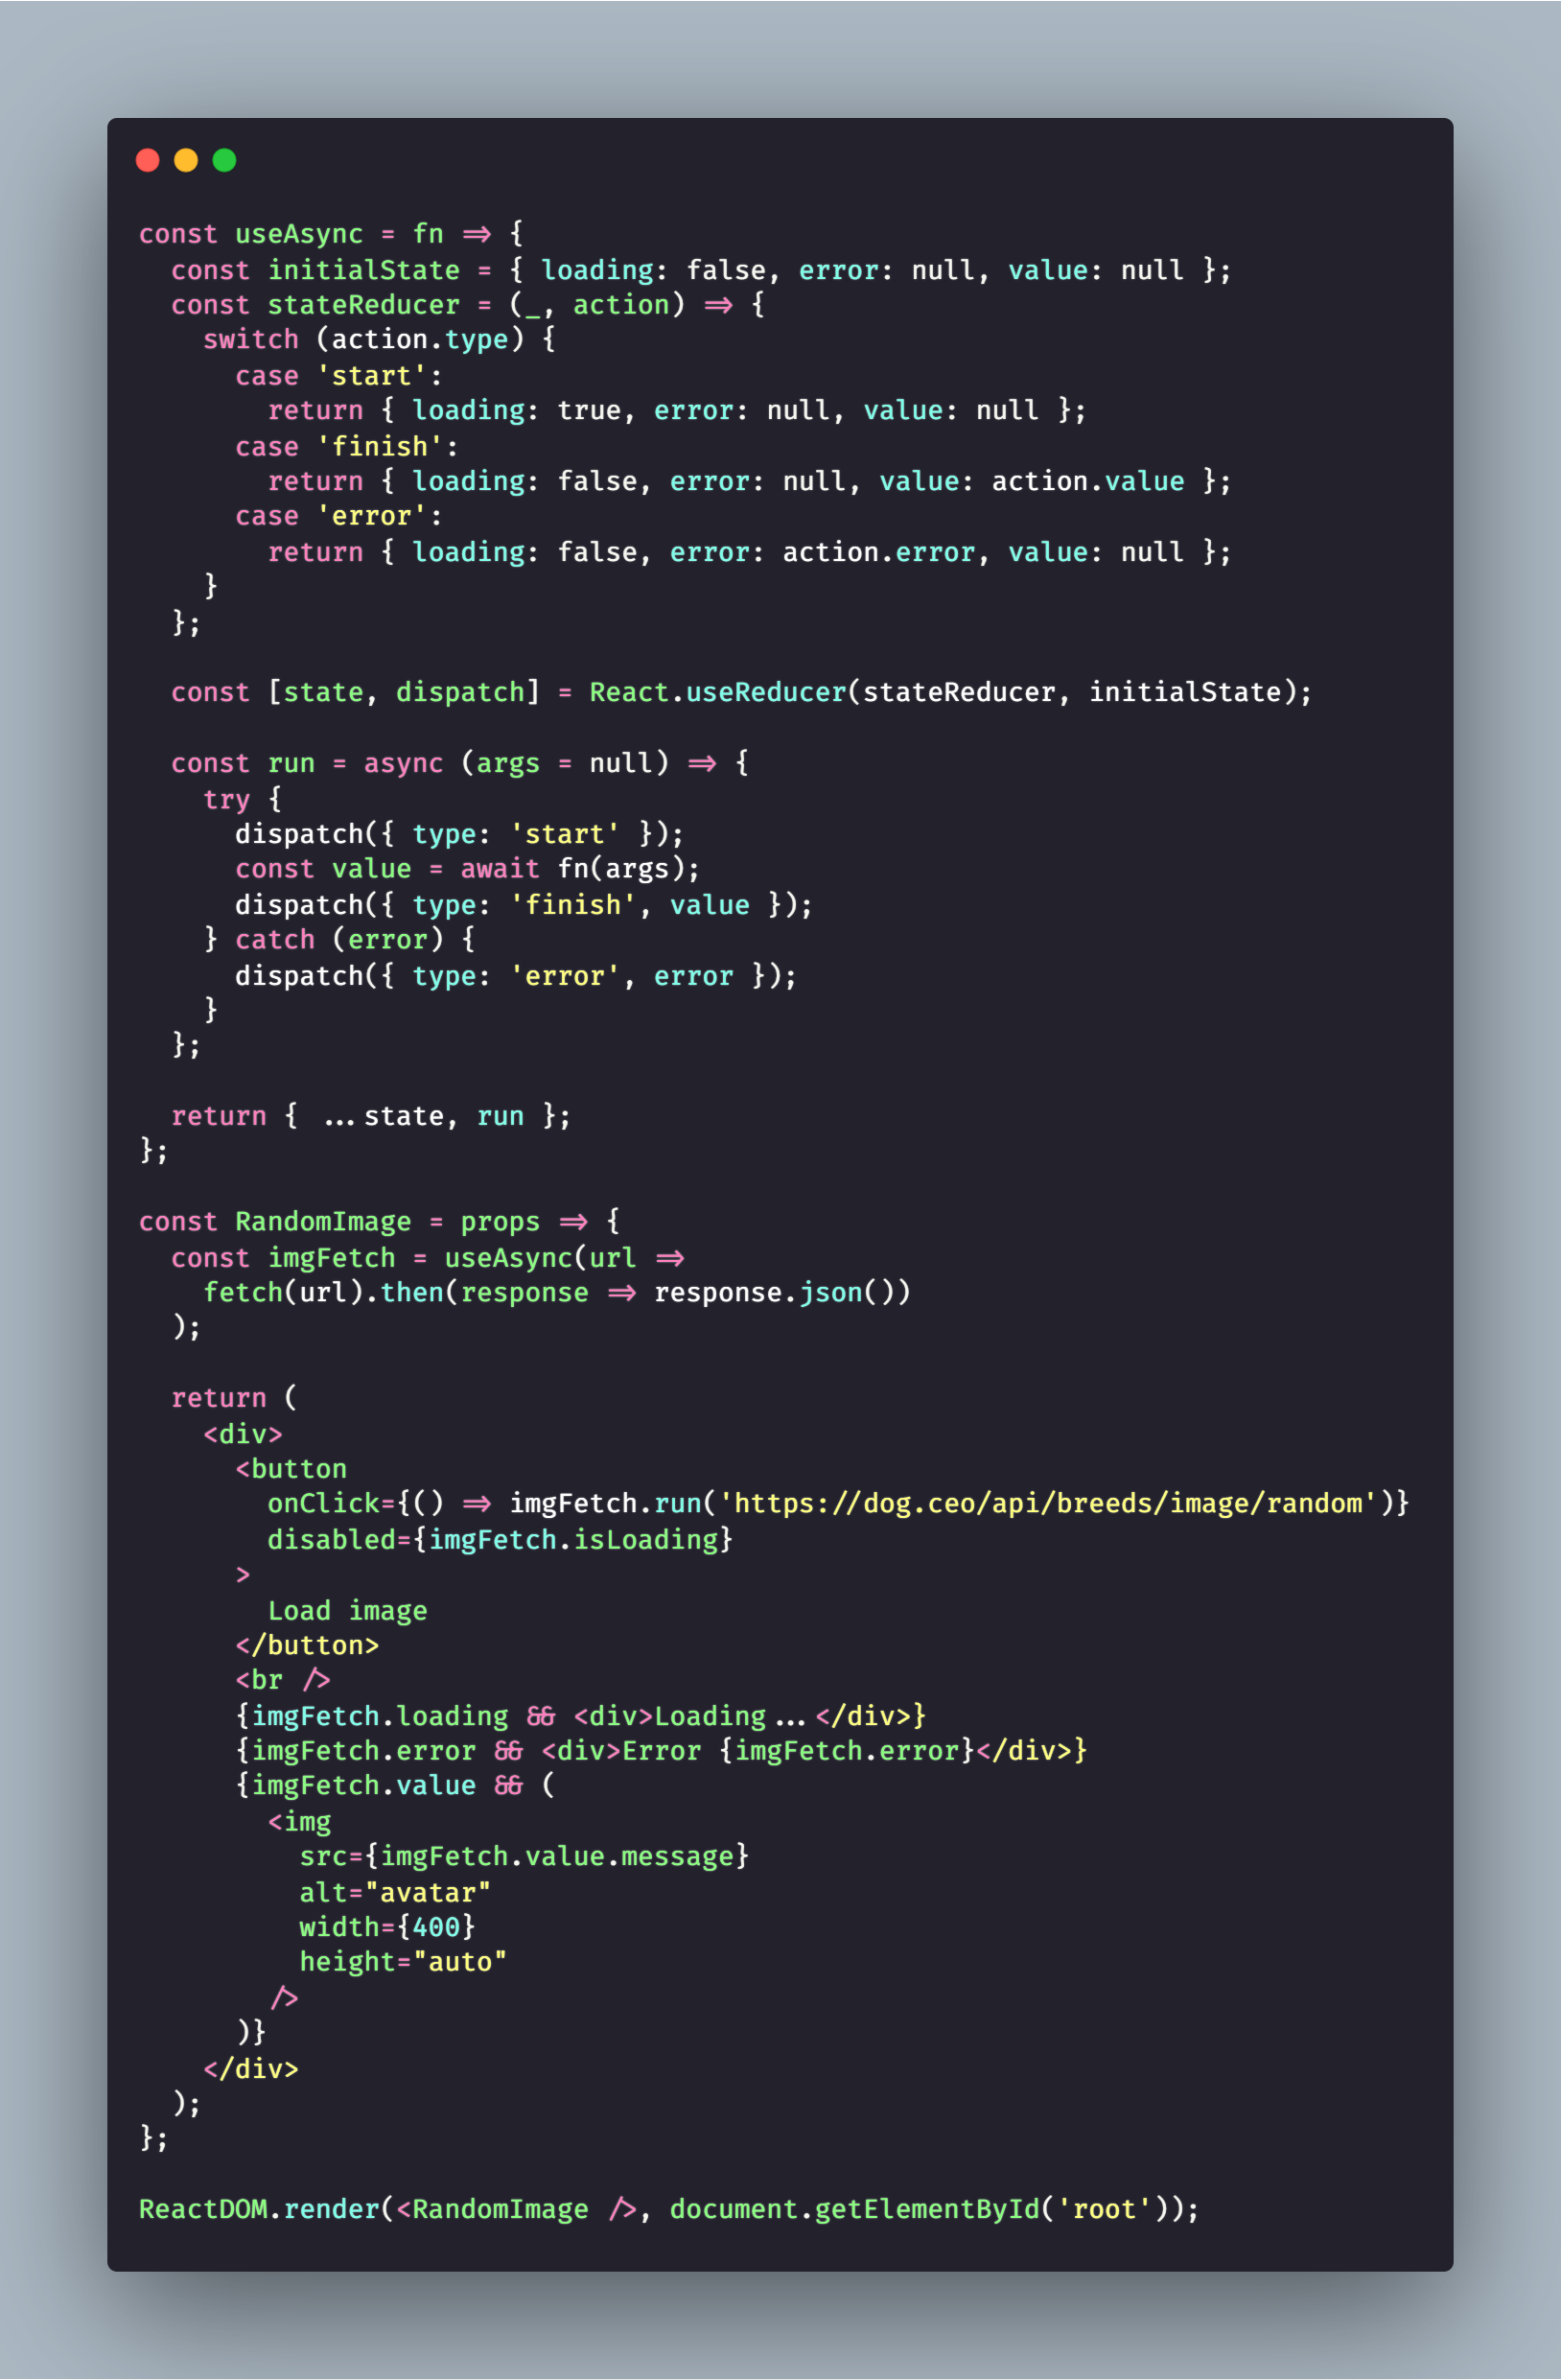 const useAsync = fn => {
  const initialState = { loading: false, error: null, value: null };
  const stateReducer = (_, action) => {
    switch (action.type) {
      case 'start':
        return { loading: true, error: null, value: null };
      case 'finish':
        return { loading: false, error: null, value: action.value };
      case 'error':
        return { loading: false, error: action.error, value: null };
    }
  };

  const [state, dispatch] = React.useReducer(stateReducer, initialState);

  const run = async (args = null) => {
    try {
      dispatch({ type: 'start' });
      const value = await fn(args);
      dispatch({ type: 'finish', value });
    } catch (error) {
      dispatch({ type: 'error', error });
    }
  };

  return { ...state, run };
};

const RandomImage = props => {
  const imgFetch = useAsync(url =>
    fetch(url).then(response => response.json())
  );

  return (
    <div>
      <button
        onClick={() => imgFetch.run('https://dog.ceo/api/breeds/image/random')}
        disabled={imgFetch.isLoading}
      >
        Load image
      </button>
      <br />
      {imgFetch.loading && <div>Loading...</div>}
      {imgFetch.error && <div>Error {imgFetch.error}</div>}
      {imgFetch.value && (
        <img
          src={imgFetch.value.message}
          alt="avatar"
          width={400}
          height="auto"
        />
      )}
    </div>
  );
};

ReactDOM.render(<RandomImage />, document.getElementById('root'));